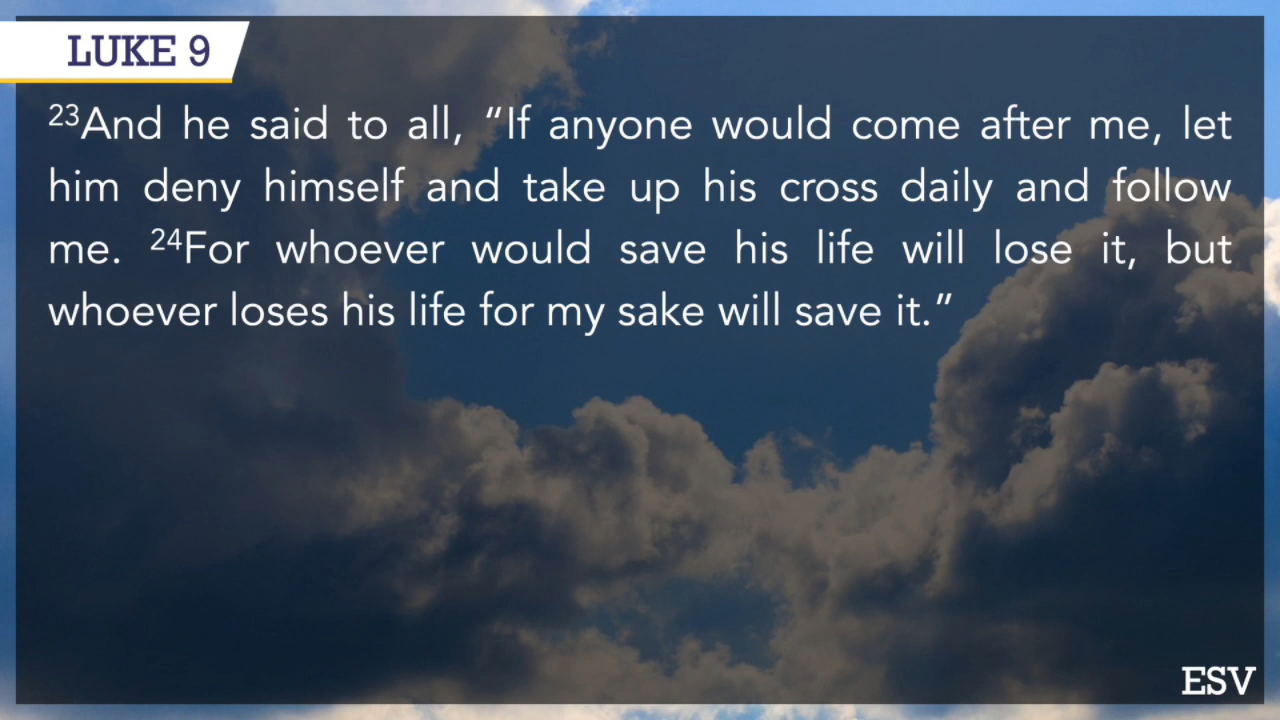 LUKE 9
²³And he said to all, “If anyone would come after me, let
him deny himself and take up his cross daily and follow
me. ²⁴For whoever would save his life will lose it, but
whoever loses his life for my sake will save it.”
ESV